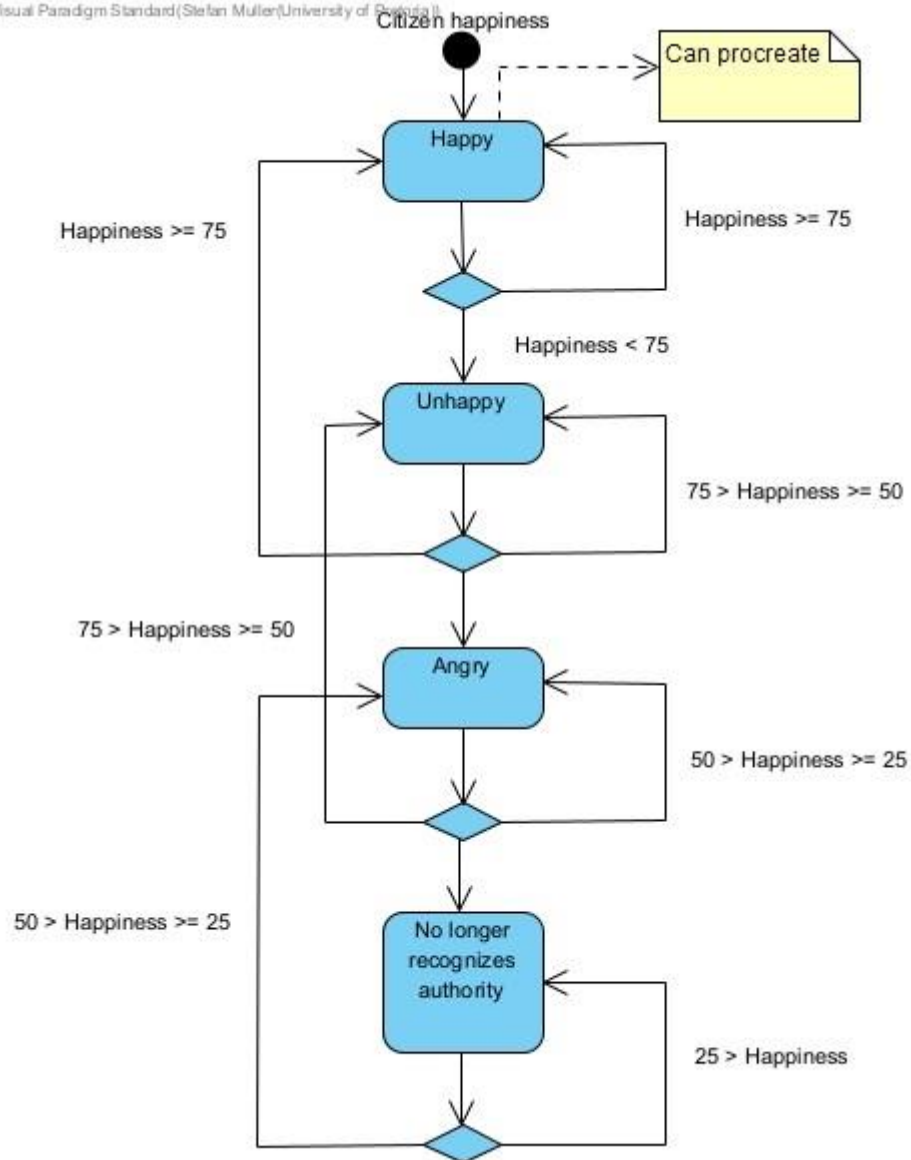 isual Paradigm Standard(Stefan Muller(University of
Citizen happiness
Can procreate
Happy
Happiness >= 75
Happiness >= 75
Happiness < 75
Unhappy
75 > Happiness >= 50
75 > Happiness >= 50
Angry
50 > Happiness >= 25
50 > Happiness >= 25
No longer
recognizes
authority
25 > Happiness